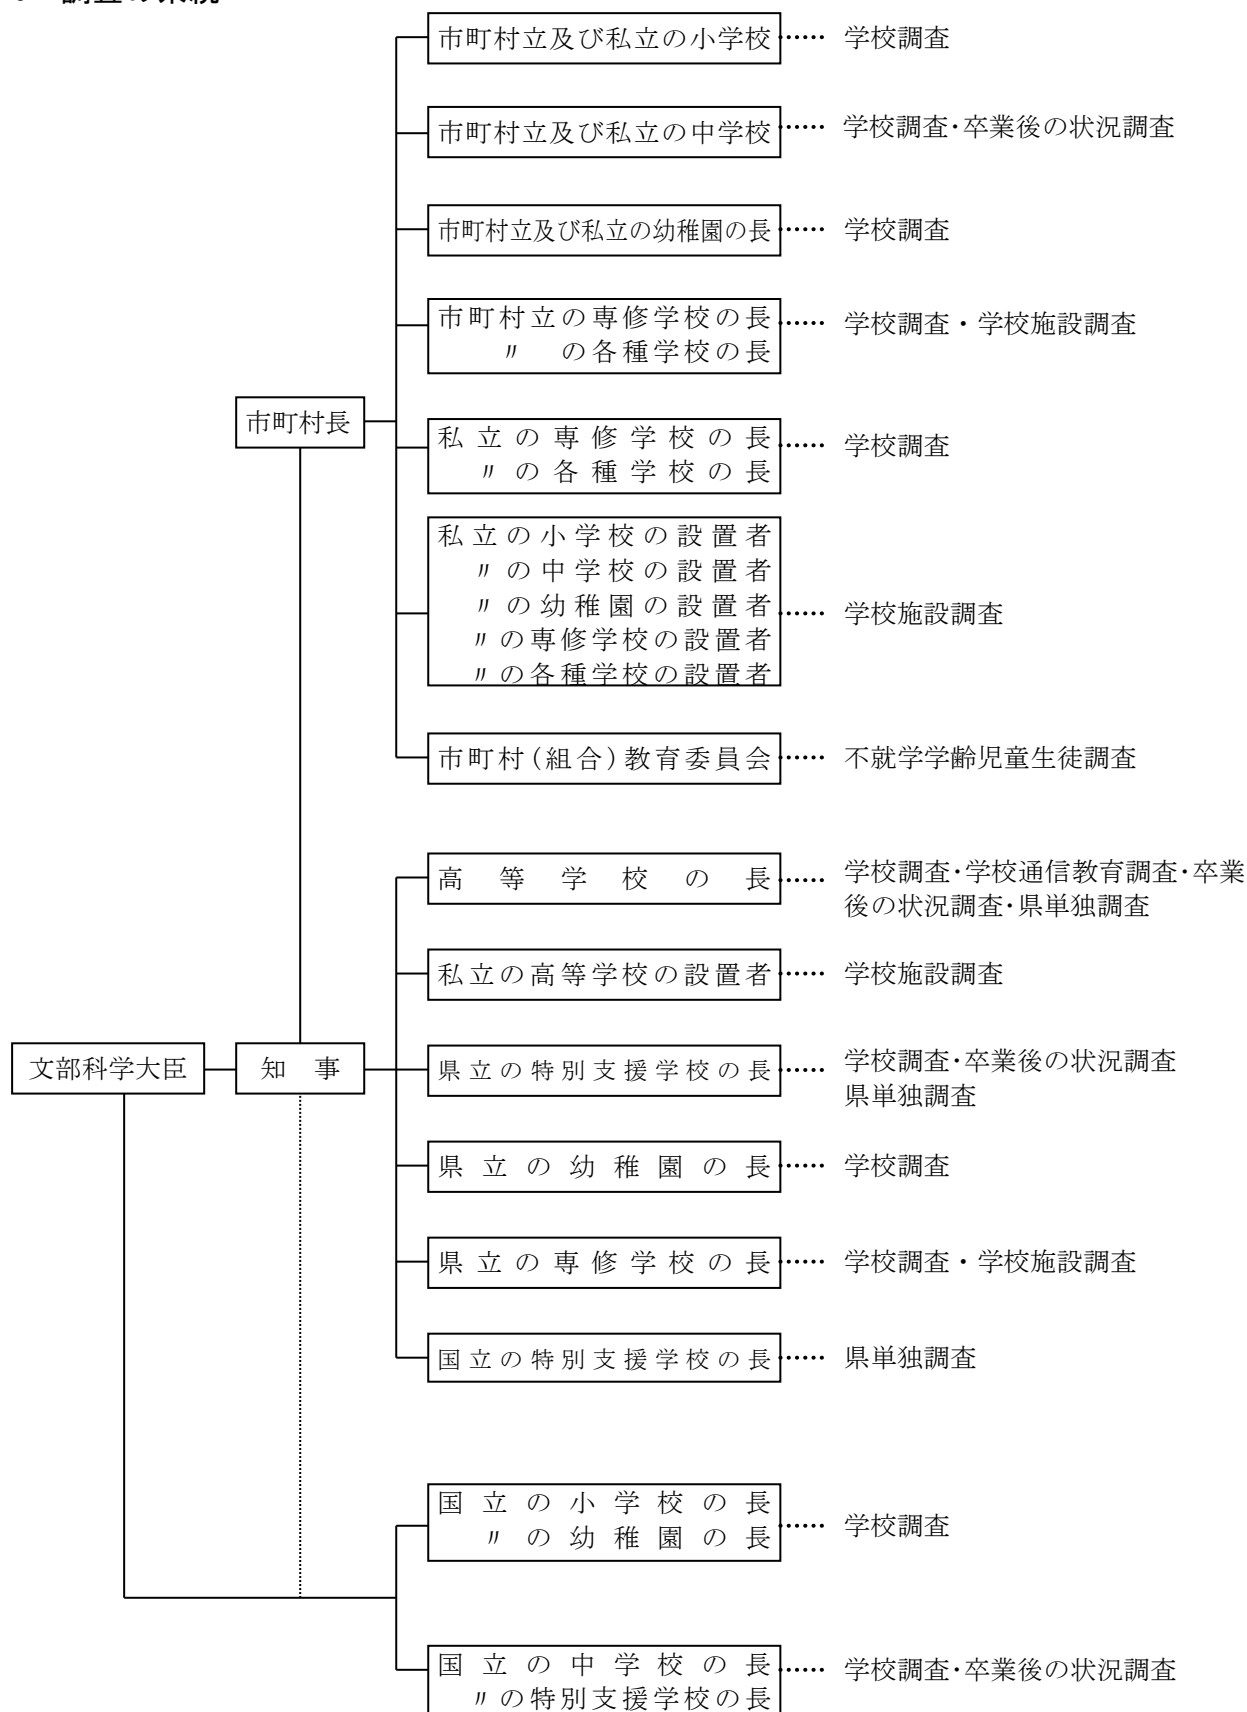 市町村立及び私立の小学校…… 学校調査
市町村立及び私立の中学校…… 学校調査・卒業後の状況調査
市町村立及び私立の幼稚園の長…… 学校調査
市町村立の専修学校の長…… 学校調査・学校施設調査
〃 の各種学校の長
市町村長
私立の専修学校の長…… 学校調査
〃の各種学校の長
私立の小学校の設置者
〃の中学校の設置者
〃の幼稚園の設置者…… 学校施設調査
〃の専修学校の設置者
〃の各種学校の設置者
市町村(組合)教育委員会…… 不就学学齢児童生徒調査
高等学校の長…… 学校調査・学校通信教育調査・卒業
後の状況調査・県単独調査
私立の高等学校の設置者…… 学校施設調査
文部科学大臣
知事
県立の特別支援学校の長…… 学校調査・卒業後の状況調査
県単独調査
県立の幼稚園の長…… 学校調査
県立の専修学校の長…… 学校調査・学校施設調査
国立の特別支援学校の長…… 県単独調査
国立の小学校の長
〃の幼稚園の長…… 学校調査
国立の中学校の長…… 学校調査・卒業後の状況調査
〃の特別支援学校の長